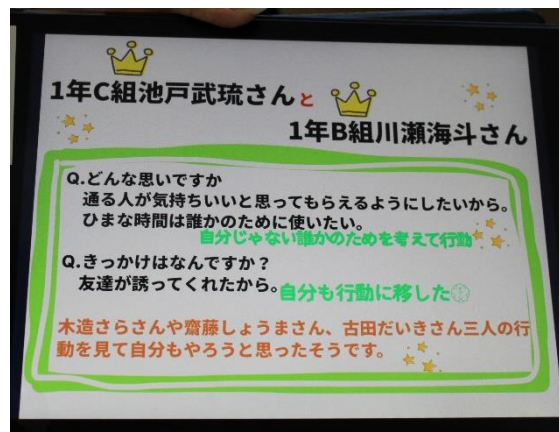 1年C組池戸武琉さんと
1年B組川瀬海斗さん
Q.どんな思いですか
通る人が気持ちいいと思ってもらえるようにしたいから。
ひまな時間は誰かのために使いたい。
自分じゃない誰かのためを考えて行動
Q.きっかけはなんですか?
友達が誘ってくれたから。
自分も行動に移した
木造さらさんや齋藤しょうまさん、古田だいきさん三人の行
動を見て自分もやろうと思ったそうです。